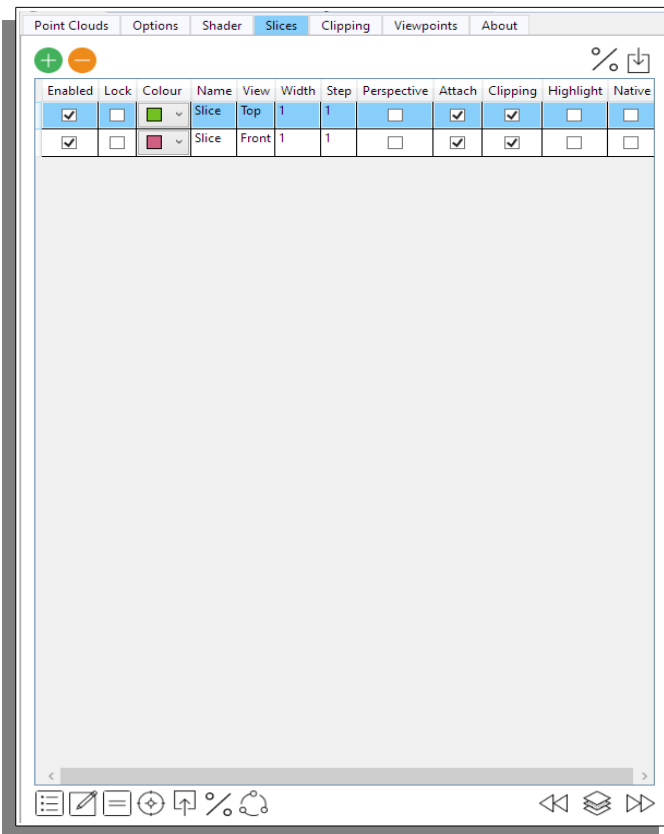 Point Clouds Options Shader Slices Clipping Viewpoints About
Enabled Lock Colour Name View Width Step Perspective Attach Clipping Highlight Native
Slice Top 1 1
Slice Front 1 1